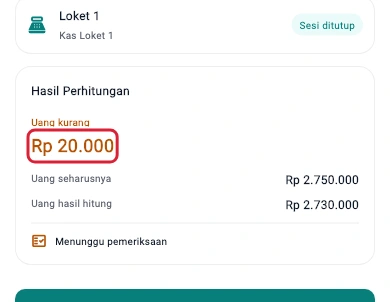 Loket 1
Kas Loket 1
Sesi ditutup
Hasil Perhitungan
Uang kurang
Rp 20.000
Uang seharusnya Rp 2.750.000
Uang hasil hitung Rp 2.730.000
Menunggu pemeriksaan